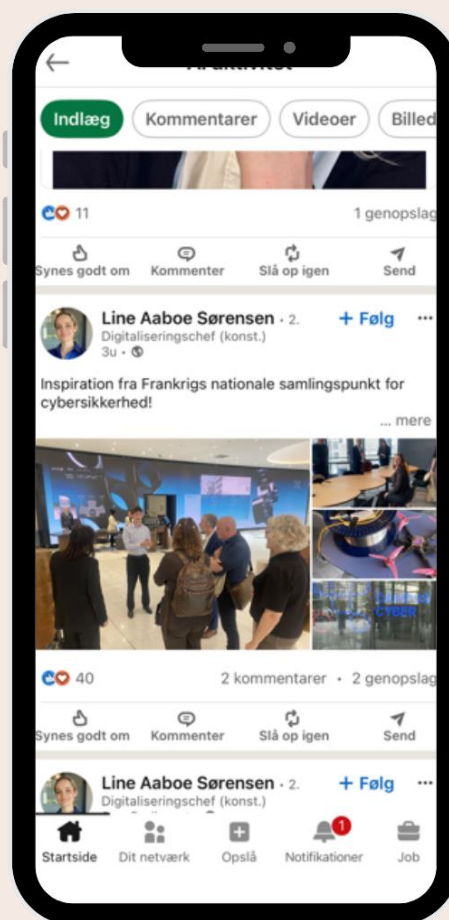 Indlæg
Kommentarer
Videoer
Billed
11
1 genopslag
Synes godt om
Kommenter
Slå op igen
Send
Line Aaboe Sørensen · 2.
+ Følg
Digitaliseringschef (konst.)
3u ·
Inspiration fra Frankrigs nationale samlingspunkt for
cybersikkerhed!
... mere
CYBER
40
2 kommentarer · 2 genopslag
Synes godt om
Kommenter
Slå op igen
Send
Line Aaboe Sørensen · 2.
+ Følg
Digitaliseringschef (konst.)
1
Startside
Dit netværk
Opslå
Notifikationer
Job